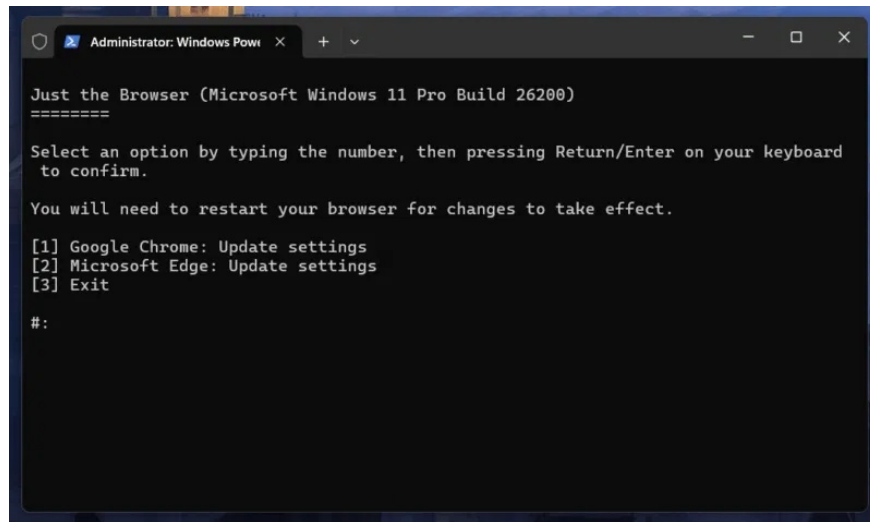 Administrator: Windows Powe
Just the Browser (Microsoft Windows 11 Pro Build 26200)
========
Select an option by typing the number, then pressing Return/Enter on your keyboard
to confirm.
You will need to restart your browser for changes to take effect.
[1] Google Chrome: Update settings
[2] Microsoft Edge: Update settings
[3] Exit
#: